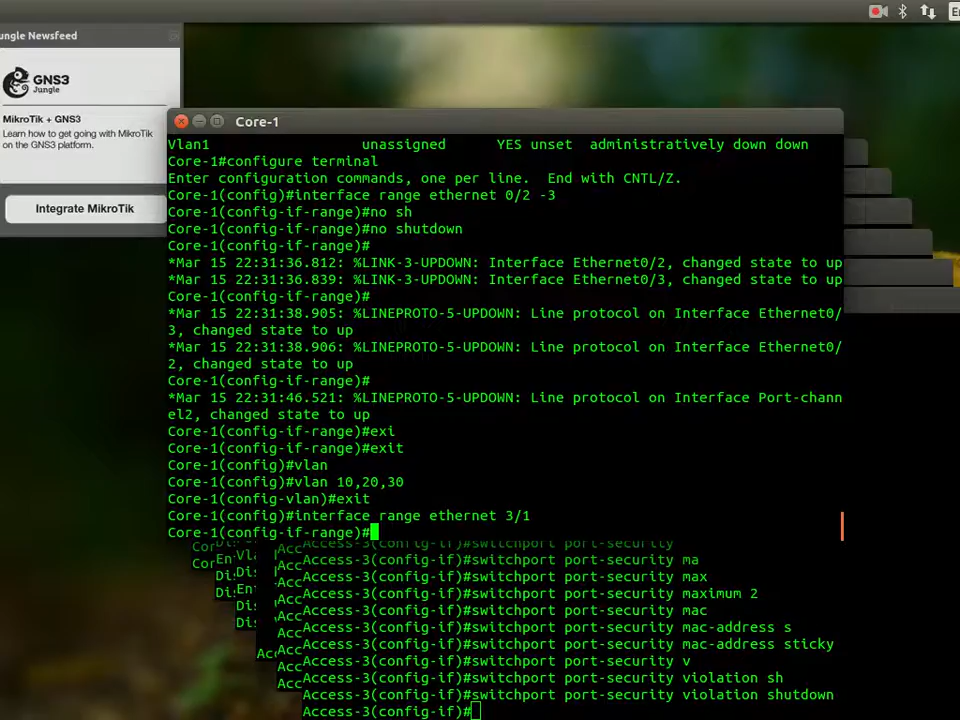 ungle Newsfeed
GNS3
Jungle
MikroTik + GNS3
Learn how to get going with MikroTik
on the GNS3 platform.
Integrate MikroTik
Core-1
Vlan1 unassigned YES unset administratively down down
Core-1#configure terminal
Enter configuration commands, one per line. End with CNTL/Z.
Core-1(config)#interface range ethernet 0/2 -3
Core-1(config-if-range)#no sh
Core-1(config-if-range)#no shutdown
Core-1(config-if-range)#
*Mar 15 22:31:36.812: %LINK-3-UPDOWN: Interface Ethernet0/2, changed state to up
*Mar 15 22:31:36.839: %LINK-3-UPDOWN: Interface Ethernet0/3, changed state to up
Core-1(config-if-range)#
*Mar 15 22:31:38.905: %LINEPROTO-5-UPDOWN: Line protocol on Interface Ethernet0/
3, changed state to up
*Mar 15 22:31:38.906: %LINEPROTO-5-UPDOWN: Line protocol on Interface Ethernet0/
2, changed state to up
Core-1(config-if-range)#
*Mar 15 22:31:46.521: %LINEPROTO-5-UPDOWN: Line protocol on Interface Port-chann
el2, changed state to up
Core-1(config-if-range)#exi
Core-1(config-if-range)#exit
Core-1(config)#vlan
Core-1(config)#vlan 10,20,30
Core-1(config-vlan)#exit
Core-1(config)#interface range ethernet 3/1
Core-1(config-if-range)#
Access-3(config-if)#switchport port-security
Access-3(config-if)#switchport port-security ma
Access-3(config-if)#switchport port-security max
Access-3(config-if)#switchport port-security maximum 2
Access-3(config-if)#switchport port-security mac
Access-3(config-if)#switchport port-security mac-address s
Access-3(config-if)#switchport port-security mac-address sticky
Access-3(config-if)#switchport port-security v
Access-3(config-if)#switchport port-security violation sh
Access-3(config-if)#switchport port-security violation shutdown
Access-3(config-if)#